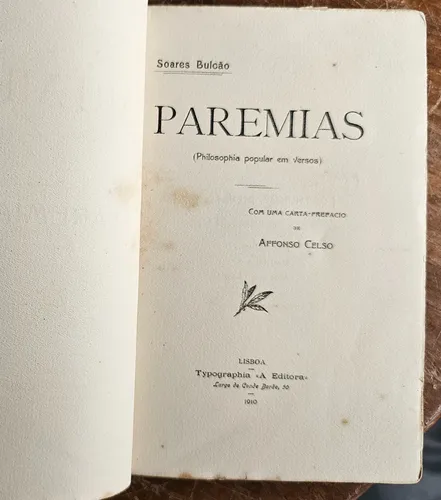 Soares Bulcão
PAREMIAS
(Philosophia popular em versos)
COM UMA CARTA-PREFACIO
DE
AFFONSO CELSO
LISBOA
Typographia «A Editora»
Largo do Conde Barão, 50
1910